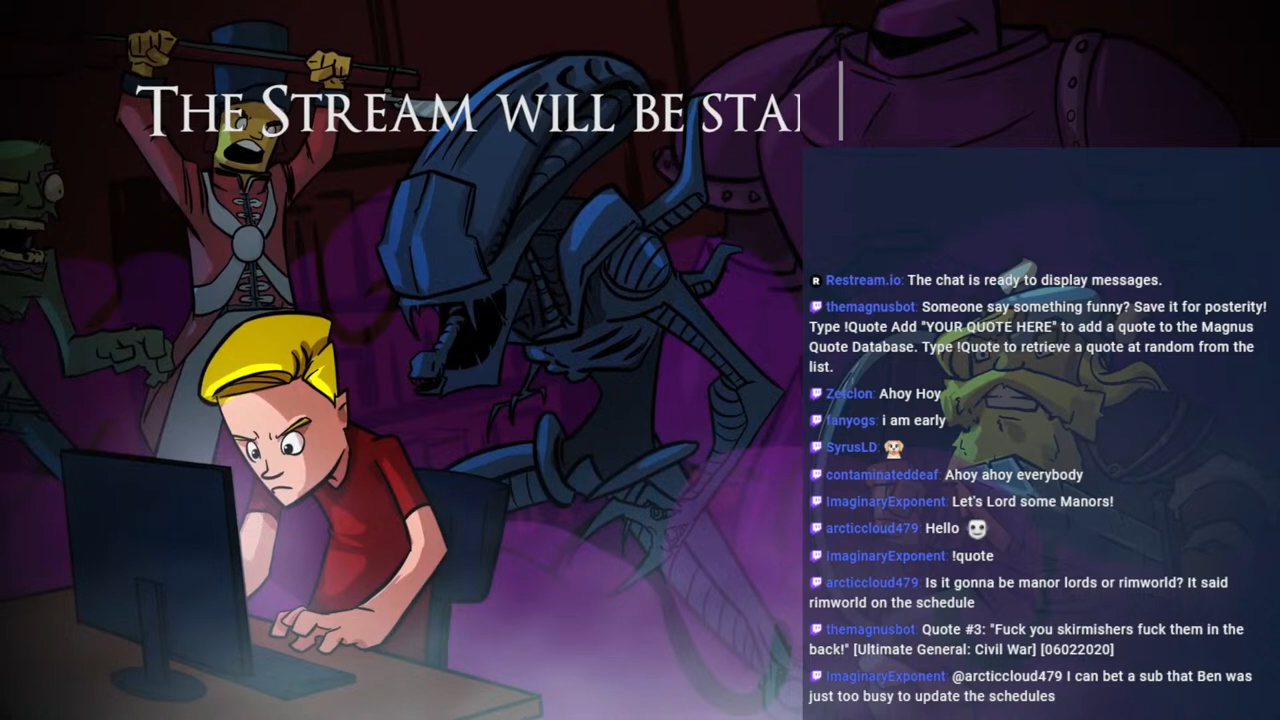 THE STREAM WILL BE STAI
Restream.io: The chat is ready to display messages.
themagnusbot: Someone say something funny? Save it for posterity!
Type !Quote Add "YOUR QUOTE HERE" to add a quote to the Magnus
Quote Database. Type !Quote to retrieve a quote at random from the
list.
Zeiclon: Ahoy Hoy
fanyogs: i am early
SyrusLD:
contaminateddeaf: Ahoy ahoy everybody
ImaginaryExponent: Let's Lord some Manors!
arcticcloud479: Hello
ImaginaryExponent: !quote
arcticcloud479: Is it gonna be manor lords or rimworld? It said
rimworld on the schedule
themagnusbot: Quote #3: "Fuck you skirmishers fuck them in the
back!" [Ultimate General: Civil War] [06022020]
ImaginaryExponent: @arcticcloud479 I can bet a sub that Ben was
just too busy to update the schedules